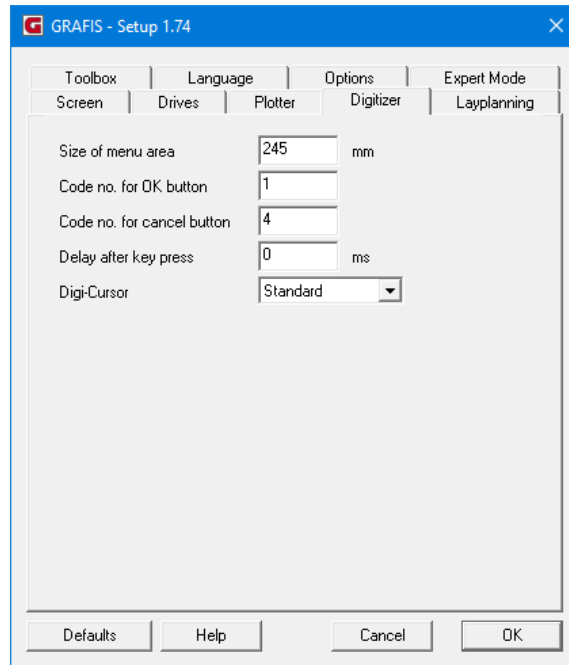 GRAFIS - Setup 1.74
Toolbox Language Options Expert Mode
Screen Drives Plotter Digitizer Layplanning
Size of menu area 245 mm
Code no. for OK button 1
Code no. for cancel button 4
Delay after key press 0 ms
Digi-Cursor Standard
Defaults Help Cancel OK